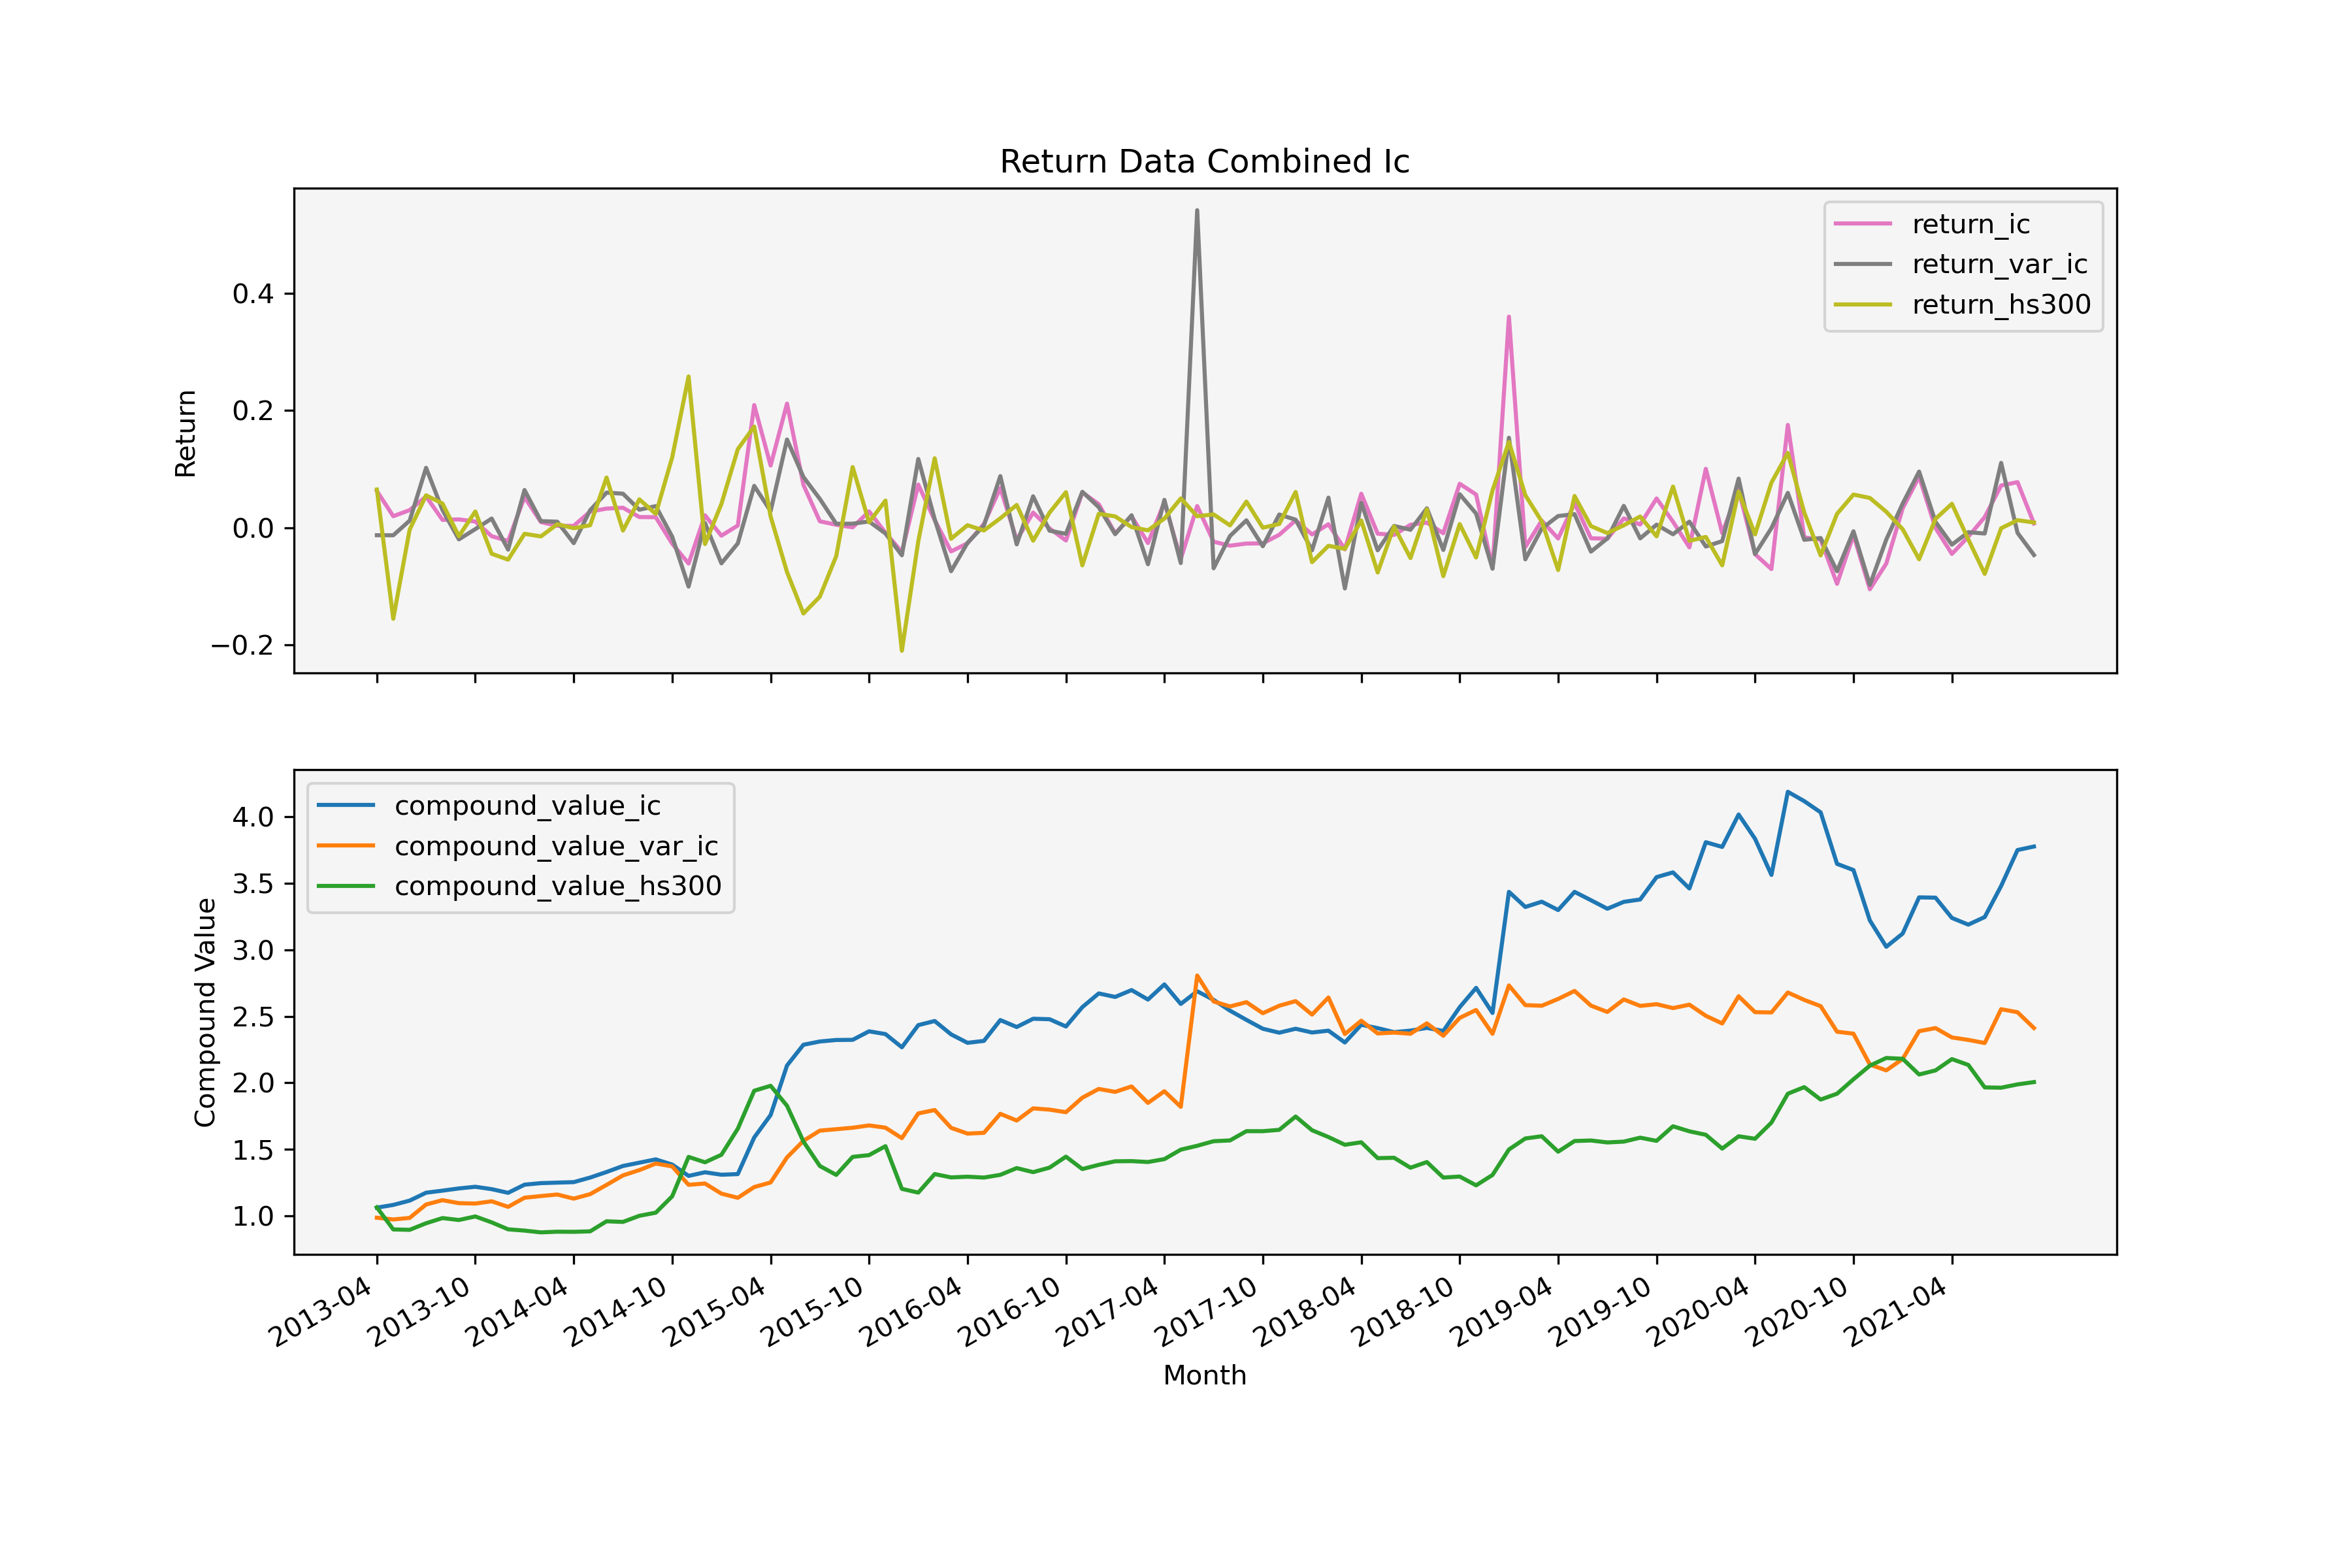 Return Data Combined Ic
return_ic
return_var_ic
return_hs300
Return
0.4
0.2
0.0
−0.2
compound_value_ic
compound_value_var_ic
compound_value_hs300
Compound Value
4.0
3.5
3.0
2.5
2.0
1.5
1.0
2013-04
2013-10
2014-04
2014-10
2015-04
2015-10
2016-04
2016-10
2017-04
2017-10
2018-04
2018-10
2019-04
2019-10
2020-04
2020-10
2021-04
Month